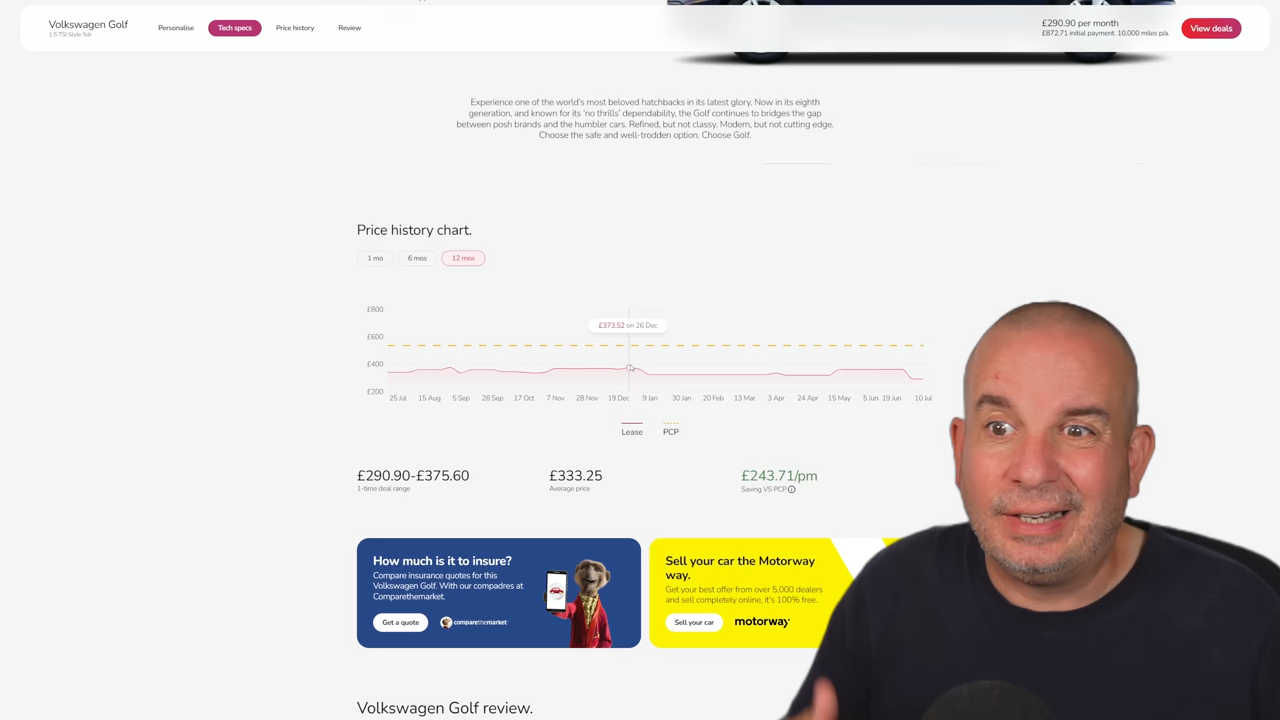 Volkswagen Golf
1.5 TSI Style 5dr
Personalise
Tech specs
Price history
Review
£290.90 per month
£872.71 initial payment. 10,000 miles p/a.
View deals
Experience one of the world's most beloved hatchbacks in its latest glory. Now in its eighth
generation, and known for its 'no thrills' dependability, the Golf continues to bridges the gap
between posh brands and the humbler cars. Refined, but not classy. Modern, but not cutting edge.
Choose the safe and well-trodden option. Choose Golf.
Price history chart.
1 mo
6 mos
12 mos
£800
£600
£400
£200
£373.52 on 26 Dec
25 Jul
15 Aug
5 Sep
26 Sep
17 Oct
7 Nov
28 Nov
19 Dec
9 Jan
30 Jan
20 Feb
13 Mar
3 Apr
24 Apr
15 May
5 Jun
19 Jun
10 Jul
Lease
PCP
£290.90-£375.60
1-time deal range
£333.25
Average price
£243.71/pm
Saving VS PCP
How much is it to insure?
Compare insurance quotes for this
Volkswagen Golf. With our compadres at
Comparethemarket.
Get a quote
comparethemarket
Sell your car the Motorway
way.
Get your best offer from over 5,000 dealers
and sell completely online, it's 100% free.
Sell your car
motorway
Volkswagen Golf review.